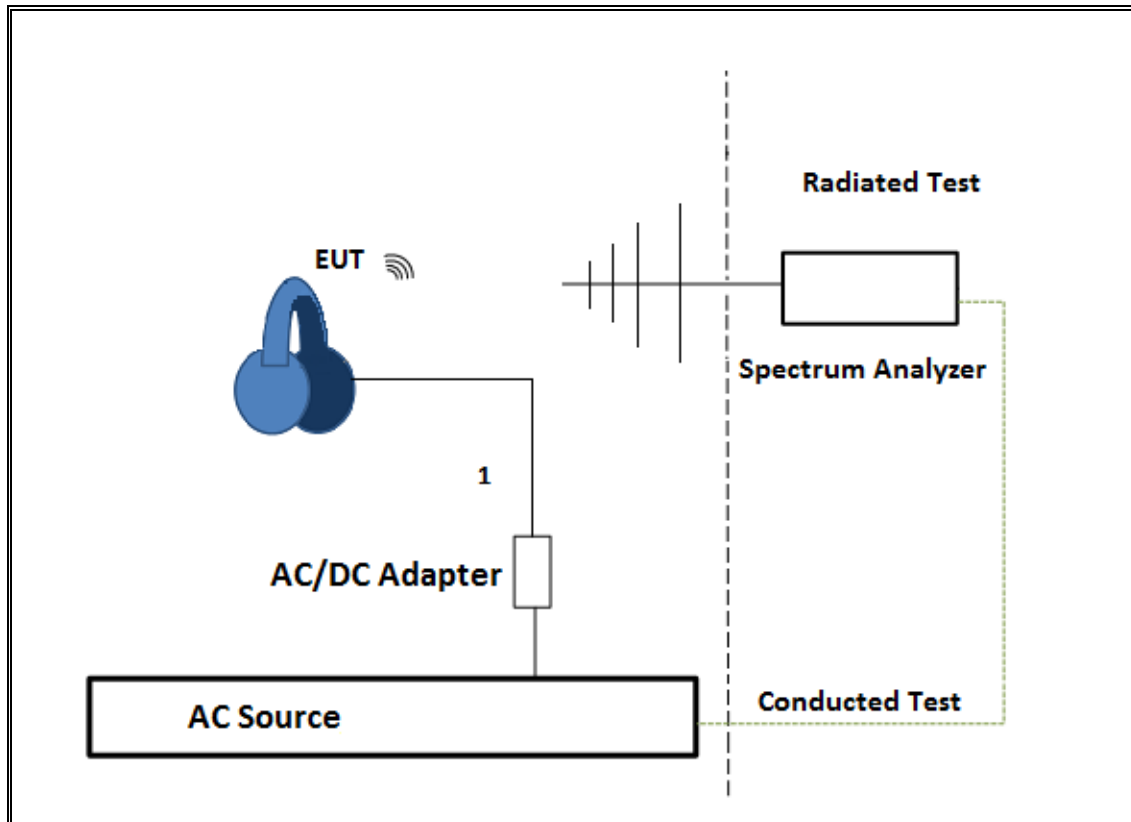 Radiated Test
EUT
Spectrum Analyzer
1
AC/DC Adapter
Conducted Test
AC Source